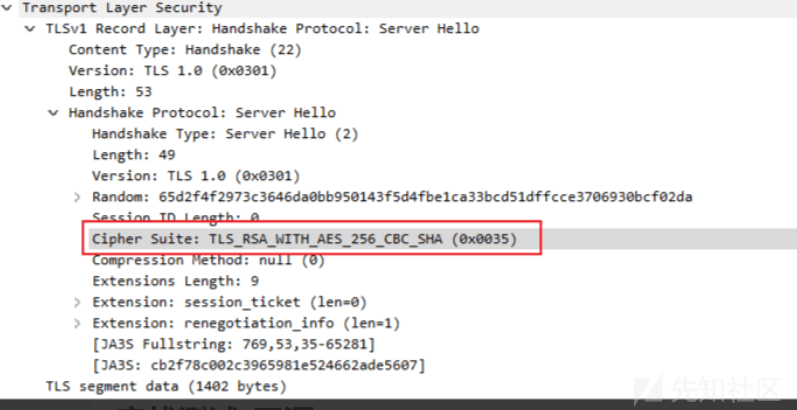 Transport Layer Security
TLSv1 Record Layer: Handshake Protocol: Server Hello
Content Type: Handshake (22)
Version: TLS 1.0 (0x0301)
Length: 53
Handshake Protocol: Server Hello
Handshake Type: Server Hello (2)
Length: 49
Version: TLS 1.0 (0x0301)
Random: 65d2f4f2973c3646da0bb950143f5d4fbe1ca33bcd51dffcce3706930bcf02da
Session ID Length: 0
Cipher Suite: TLS_RSA_WITH_AES_256_CBC_SHA (0x0035)
Compression Method: null (0)
Extensions Length: 9
Extension: session_ticket (len=0)
Extension: renegotiation_info (len=1)
[JA3S Fullstring: 769,53,35-65281]
[JA3S: cb2f78c002c3965981e524662ade5607]
TLS segment data (1402 bytes)
先知社区